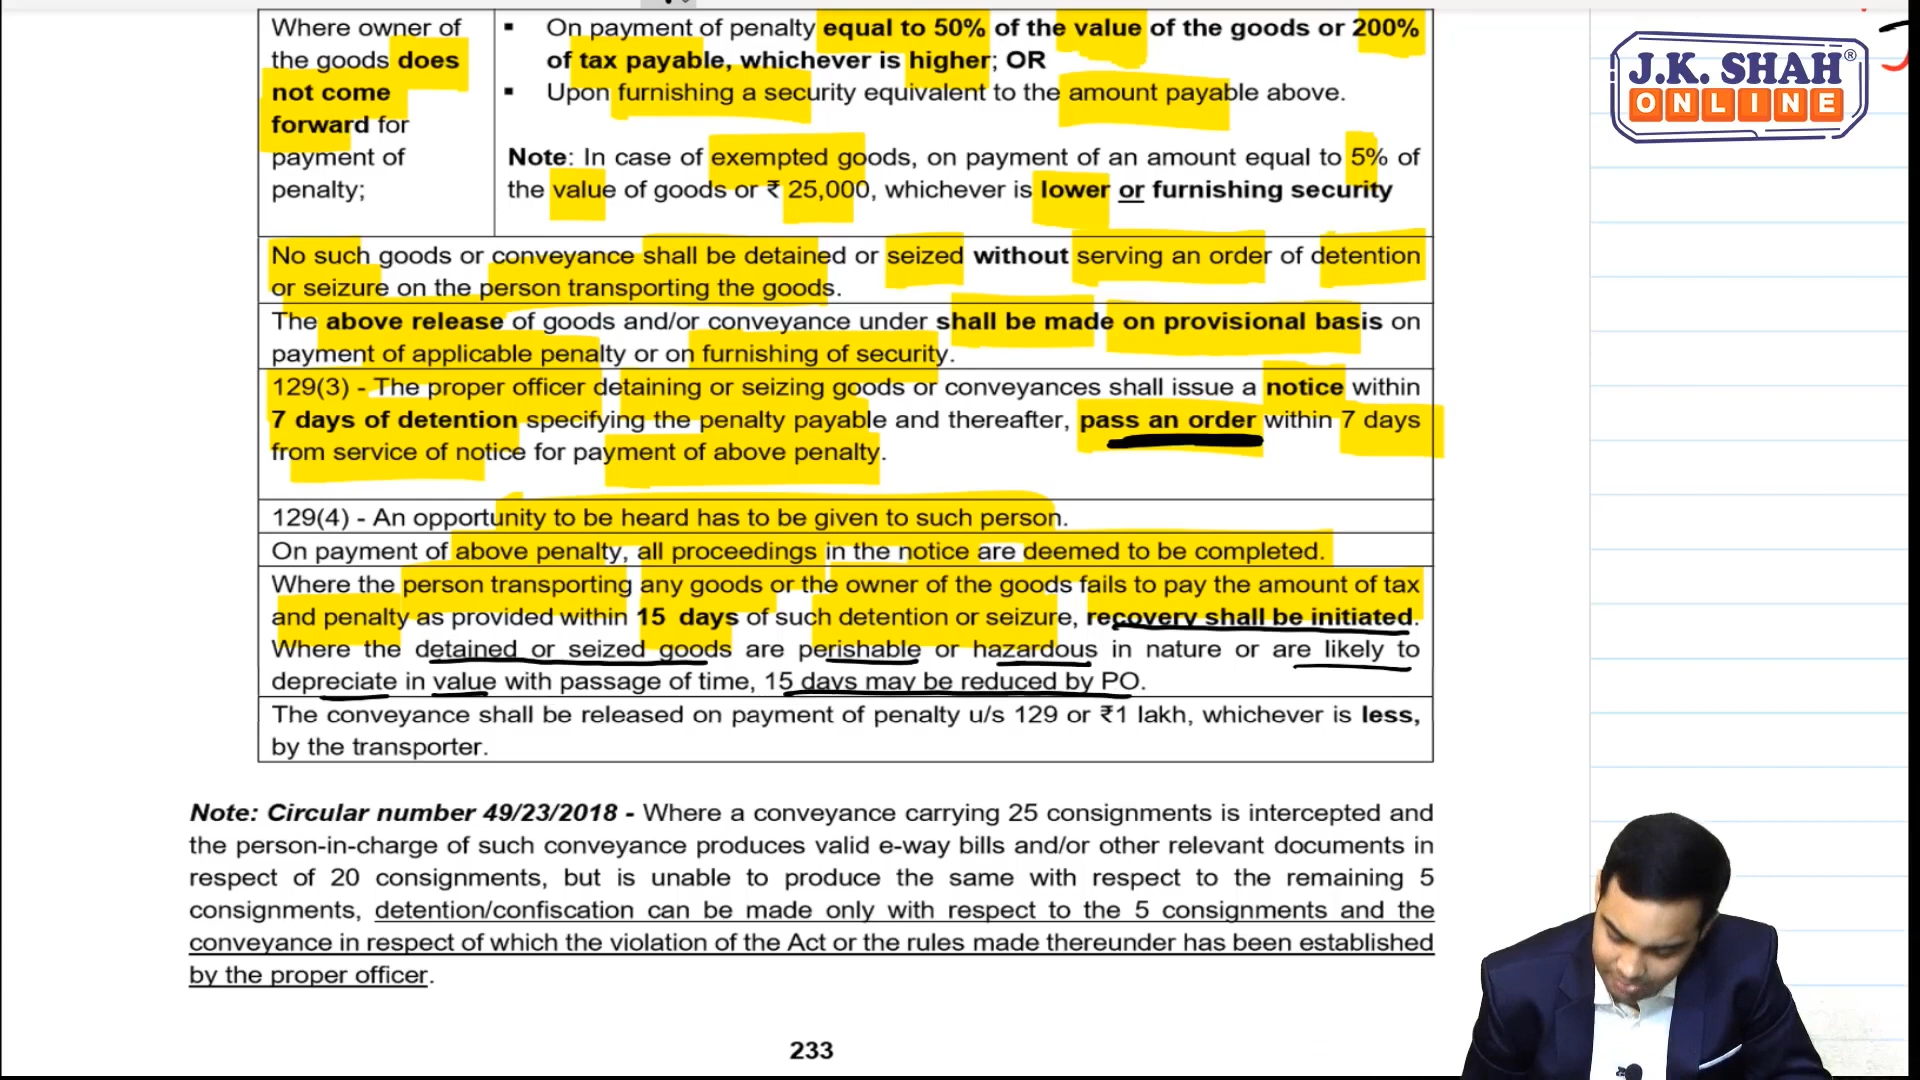 Where owner of
the goods does
not come
forward for
payment of
penalty;
▪ On payment of penalty equal to 50% of the value of the goods or 200%
of tax payable, whichever is higher; OR
▪ Upon furnishing a security equivalent to the amount payable above.
Note: In case of exempted goods, on payment of an amount equal to 5% of
the value of goods or ₹ 25,000, whichever is lower or furnishing security
No such goods or conveyance shall be detained or seized without serving an order of detention
or seizure on the person transporting the goods.
The above release of goods and/or conveyance under shall be made on provisional basis on
payment of applicable penalty or on furnishing of security.
129(3) - The proper officer detaining or seizing goods or conveyances shall issue a notice within
7 days of detention specifying the penalty payable and thereafter, pass an order within 7 days
from service of notice for payment of above penalty.
129(4) - An opportunity to be heard has to be given to such person.
On payment of above penalty, all proceedings in the notice are deemed to be completed.
Where the person transporting any goods or the owner of the goods fails to pay the amount of tax
and penalty as provided within 15 days of such detention or seizure, recovery shall be initiated.
Where the detained or seized goods are perishable or hazardous in nature or are likely to
depreciate in value with passage of time, 15 days may be reduced by PO.
The conveyance shall be released on payment of penalty u/s 129 or ₹1 lakh, whichever is less,
by the transporter.
Note: Circular number 49/23/2018 - Where a conveyance carrying 25 consignments is intercepted and
the person-in-charge of such conveyance produces valid e-way bills and/or other relevant documents in
respect of 20 consignments, but is unable to produce the same with respect to the remaining 5
consignments, detention/confiscation can be made only with respect to the 5 consignments and the
conveyance in respect of which the violation of the Act or the rules made thereunder has been established
by the proper officer.
233
J.K. SHAH®
ONLINE